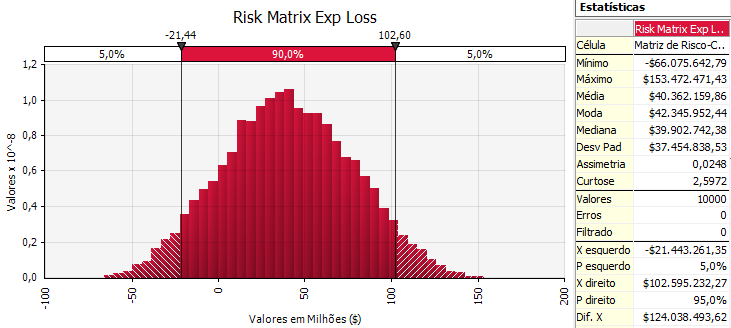 Risk Matrix Exp Loss
-21,44 102,60
5,0% 90,0% 5,0%
1,2
1,0
0,8
0,6
0,4
0,2
0,0
Valores x 10^-8
-100 -50 0 50 100 150 200
Valores em Milhões ($)
Estatísticas
Risk Matrix Exp L..
Célula Matriz de Risco-C..
Mínimo -$66.075.642,79
Máximo $153.472.471,43
Média $40.362.159,86
Moda $42.345.952,44
Mediana $39.902.742,38
Desv Pad $37.454.838,53
Assimetria 0,0248
Curtose 2,5972
Valores 10000
Erros 0
Filtrado 0
X esquerdo -$21.443.261,35
P esquerdo 5,0%
X direito $102.595.232,27
P direito 95,0%
Dif. X $124.038.493,62